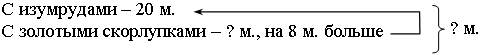 С изумрудами – 20 м.
С золотыми скорлупками – ? м., на 8 м. больше
? м.